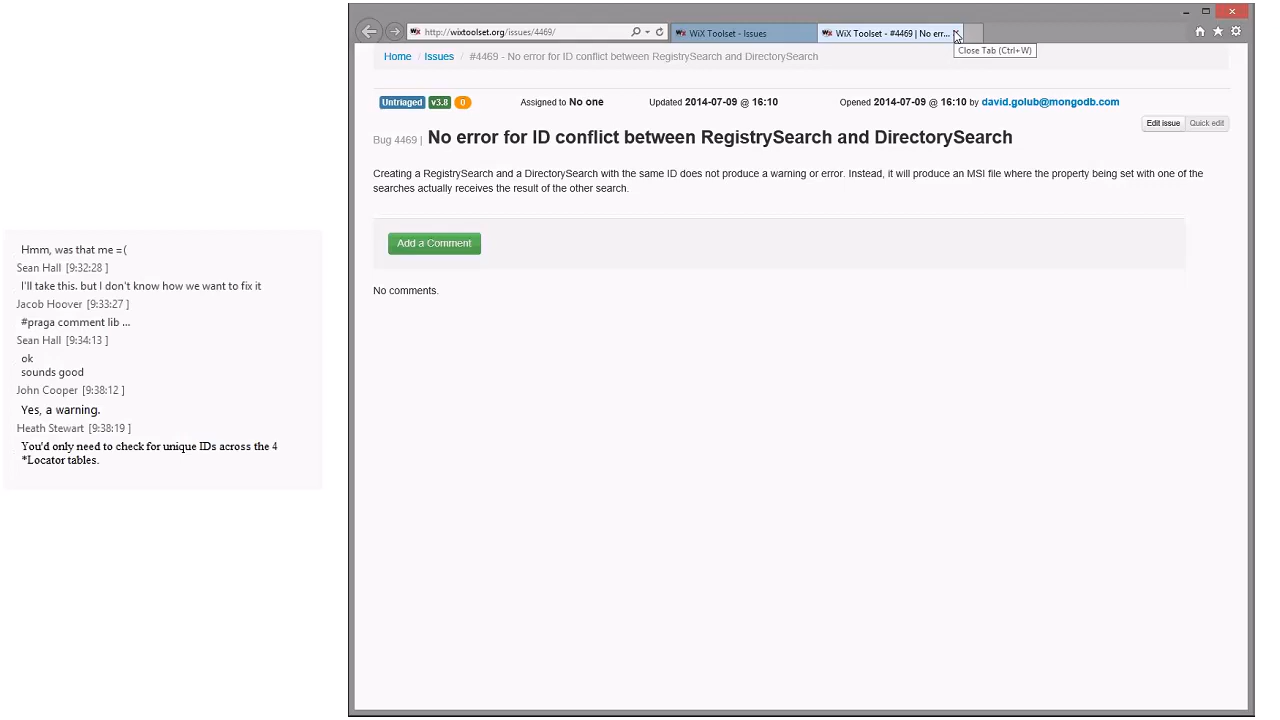 Hmm, was that me =(
Sean Hall [9:32:28 ]
I'll take this. but I don't know how we want to fix it
Jacob Hoover [9:33:27 ]
#praga comment lib ...
Sean Hall [9:34:13 ]
ok
sounds good
John Cooper [9:38:12 ]
Yes, a warning.
Heath Stewart [9:38:19 ]
You'd only need to check for unique IDs across the 4
*Locator tables.
http://wixtoolset.org/issues/4469/
WiX Toolset - Issues
WiX Toolset - #4469 | No err...
Close Tab (Ctrl+W)
Home / Issues / #4469 - No error for ID conflict between RegistrySearch and DirectorySearch
Untriaged v3.8 0 Assigned to No one Updated 2014-07-09 @ 16:10 Opened 2014-07-09 @ 16:10 by david.golub@mongodb.com
Edit issue Quick edit
Bug 4469 | No error for ID conflict between RegistrySearch and DirectorySearch
Creating a RegistrySearch and a DirectorySearch with the same ID does not produce a warning or error. Instead, it will produce an MSI file where the property being set with one of the
searches actually receives the result of the other search.
Add a Comment
No comments.